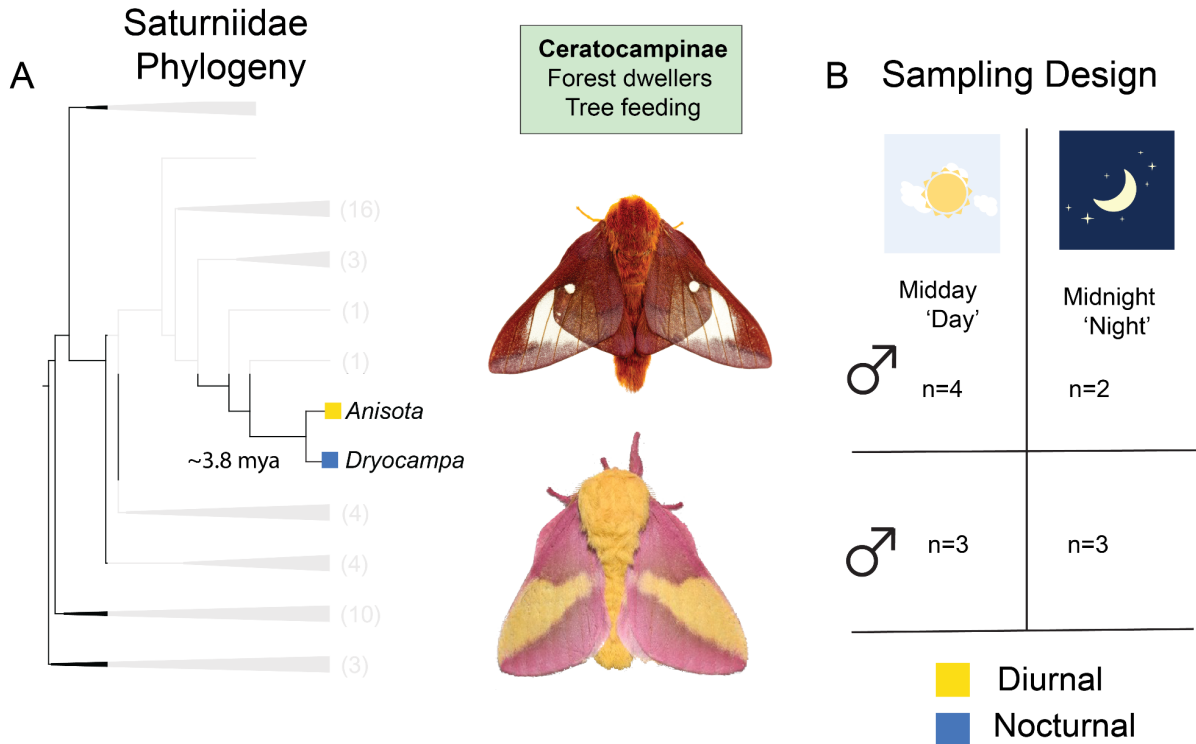 A
Saturniidae
Phylogeny
(16)
(3)
(1)
(1)
Anisota
Dryocampa
~3.8 mya
(4)
(4)
(10)
(3)
Ceratocampinae
Forest dwellers
Tree feeding
B
Sampling Design
Midday
'Day'
Midnight
'Night'
♂
n=4
n=2
♂
n=3
n=3
Diurnal
Nocturnal